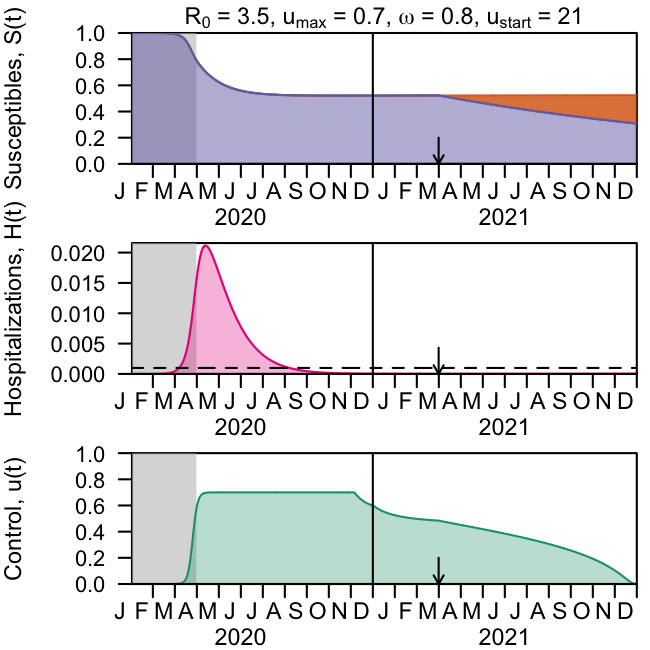 R₀ = 3.5, uₘₐₓ = 0.7, ω = 0.8, u_start = 21
Susceptibles, S(t)
1.0
0.8
0.6
0.4
0.2
0.0
J F M A M J J A S O N D J F M A M J J A S O N D
2020 2021
Hospitalizations, H(t)
0.020
0.015
0.010
0.005
0.000
J F M A M J J A S O N D J F M A M J J A S O N D
2020 2021
Control, u(t)
1.0
0.8
0.6
0.4
0.2
0.0
J F M A M J J A S O N D J F M A M J J A S O N D
2020 2021